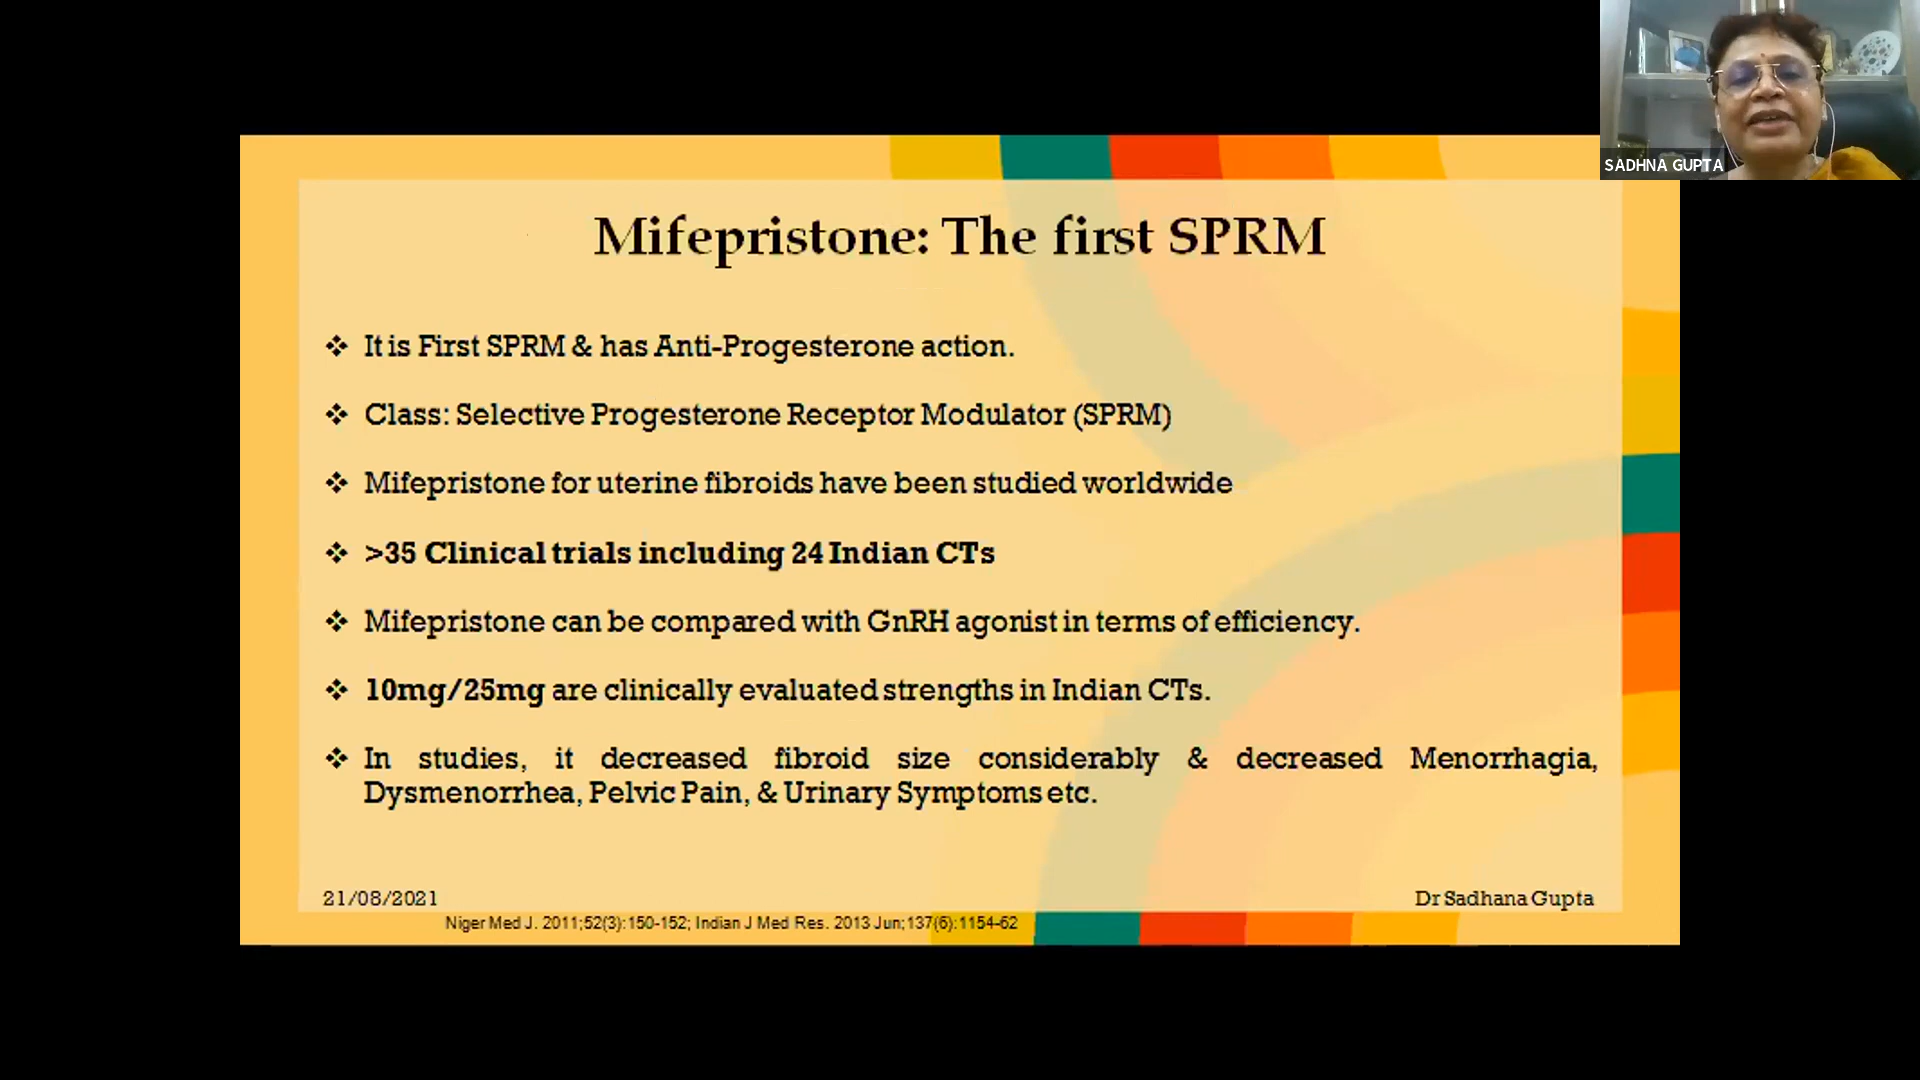 SADHNA GUPTA
Mifepristone: The first SPRM
❖ It is First SPRM & has Anti-Progesterone action.
❖ Class: Selective Progesterone Receptor Modulator (SPRM)
❖ Mifepristone for uterine fibroids have been studied worldwide
❖ >35 Clinical trials including 24 Indian CTs
❖ Mifepristone can be compared with GnRH agonist in terms of efficiency.
❖ 10mg/25mg are clinically evaluated strengths in Indian CTs.
❖ In studies, it decreased fibroid size considerably & decreased Menorrhagia,
Dysmenorrhea, Pelvic Pain, & Urinary Symptoms etc.
21/08/2021
Dr Sadhana Gupta
Niger Med J. 2011;52(3):150-152; Indian J Med Res. 2013 Jun;137(6):1154-62